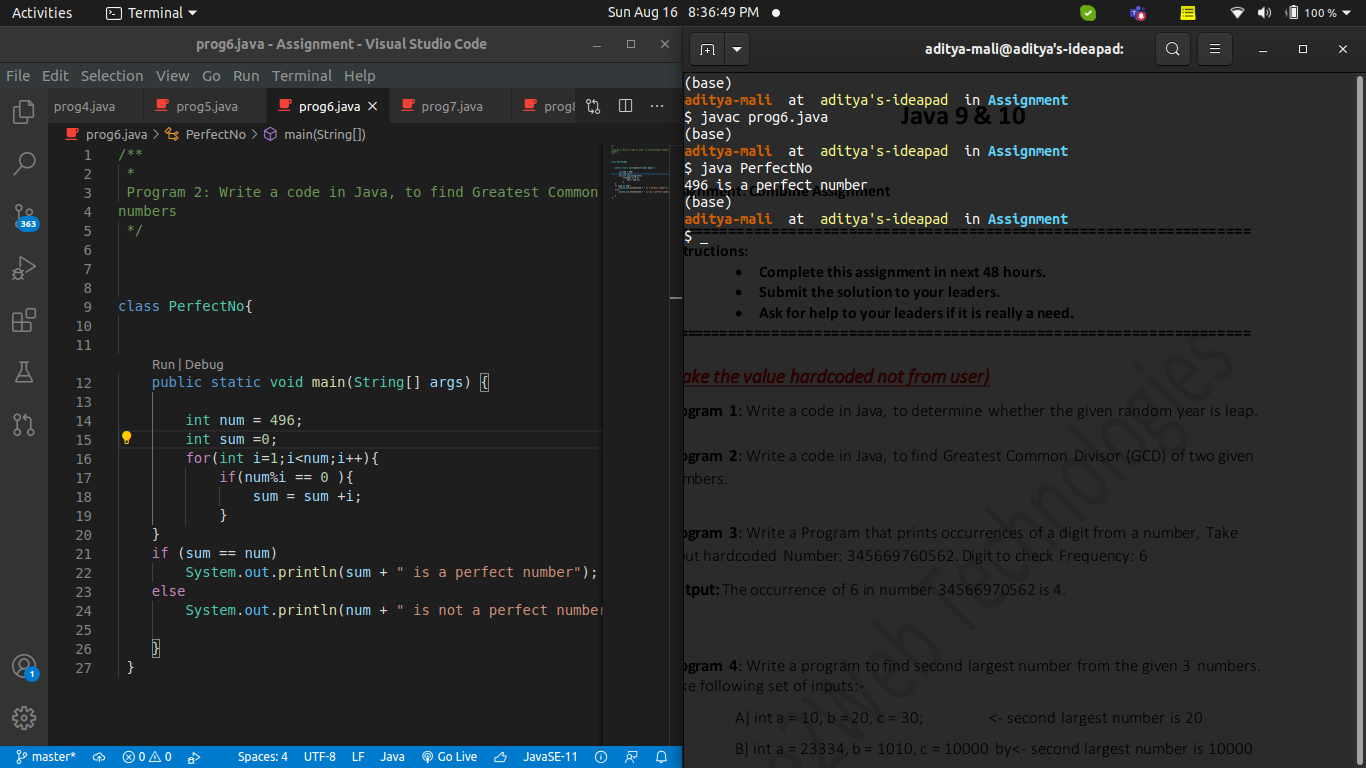 Activities
Terminal
Sun Aug 16 8:36:49 PM
100 %
prog6.java - Assignment - Visual Studio Code
File Edit Selection View Go Run Terminal Help
prog4.java
prog5.java
prog6.java
prog7.java
prog8
prog6.java > PerfectNo > main(String[])
1 /**
2 *
3 Program 2: Write a code in Java, to find Greatest Common
4 numbers
5 */
6
7
8
9 class PerfectNo{
10
11
Run | Debug
12 public static void main(String[] args) {
13
14 int num = 496;
15 int sum =0;
16 for(int i=1;i<num;i++){
17 if(num%i == 0 ){
18 sum = sum +i;
19 }
20 }
21 if (sum == num)
22 System.out.println(sum + " is a perfect number");
23 else
24 System.out.println(num + " is not a perfect number
25
26 }
27 }
363
1
master*
0
0
Spaces: 4
UTF-8
LF
Java
Go Live
JavaSE-11
aditya-mali@aditya's-ideapad:
(base)
aditya-mali at aditya's-ideapad in Assignment
$ javac prog6.java
(base)
aditya-mali at aditya's-ideapad in Assignment
$ java PerfectNo
496 is a perfect number
(base)
aditya-mali at aditya's-ideapad in Assignment
$ _
Java 9 & 10
Combine Assignment
tructions:
• Complete this assignment in next 48 hours.
• Submit the solution to your leaders.
• Ask for help to your leaders if it is really a need.
ake the value hardcoded not from user)
ogram 1: Write a code in Java, to determine whether the given random year is leap.
ogram 2: Write a code in Java, to find Greatest Common Divisor (GCD) of two given
mbers.
ogram 3: Write a Program that prints occurrences of a digit from a number, Take
ut hardcoded Number: 345669760562. Digit to check Frequency: 6
tput: The occurrence of 6 in number 34566970562 is 4.
ogram 4: Write a program to find second largest number from the given 3 numbers.
ke following set of inputs:-
A] int a = 10, b = 20, c = 30; <- second largest number is 20
B] int a = 23334, b = 1010, c = 10000 by<- second largest number is 10000
e2Web Technologies